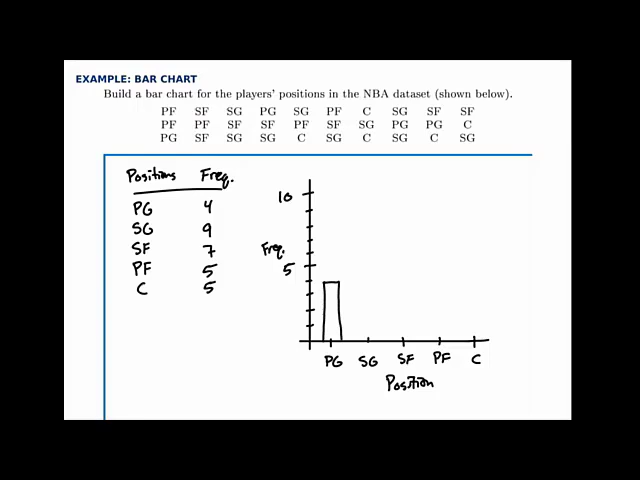 EXAMPLE: BAR CHART
Build a bar chart for the players' positions in the NBA dataset (shown below).
PF SF SG PG SG PF C SG SF SF
PF PF SF SF PF SF SG PG PG C
PG SF SG SG C SG C SG C SG
Positions Freq.
PG 4
SG 9
SF 7
PF 5
C 5
10
Freq.
5
PG SG SF PF C
Position